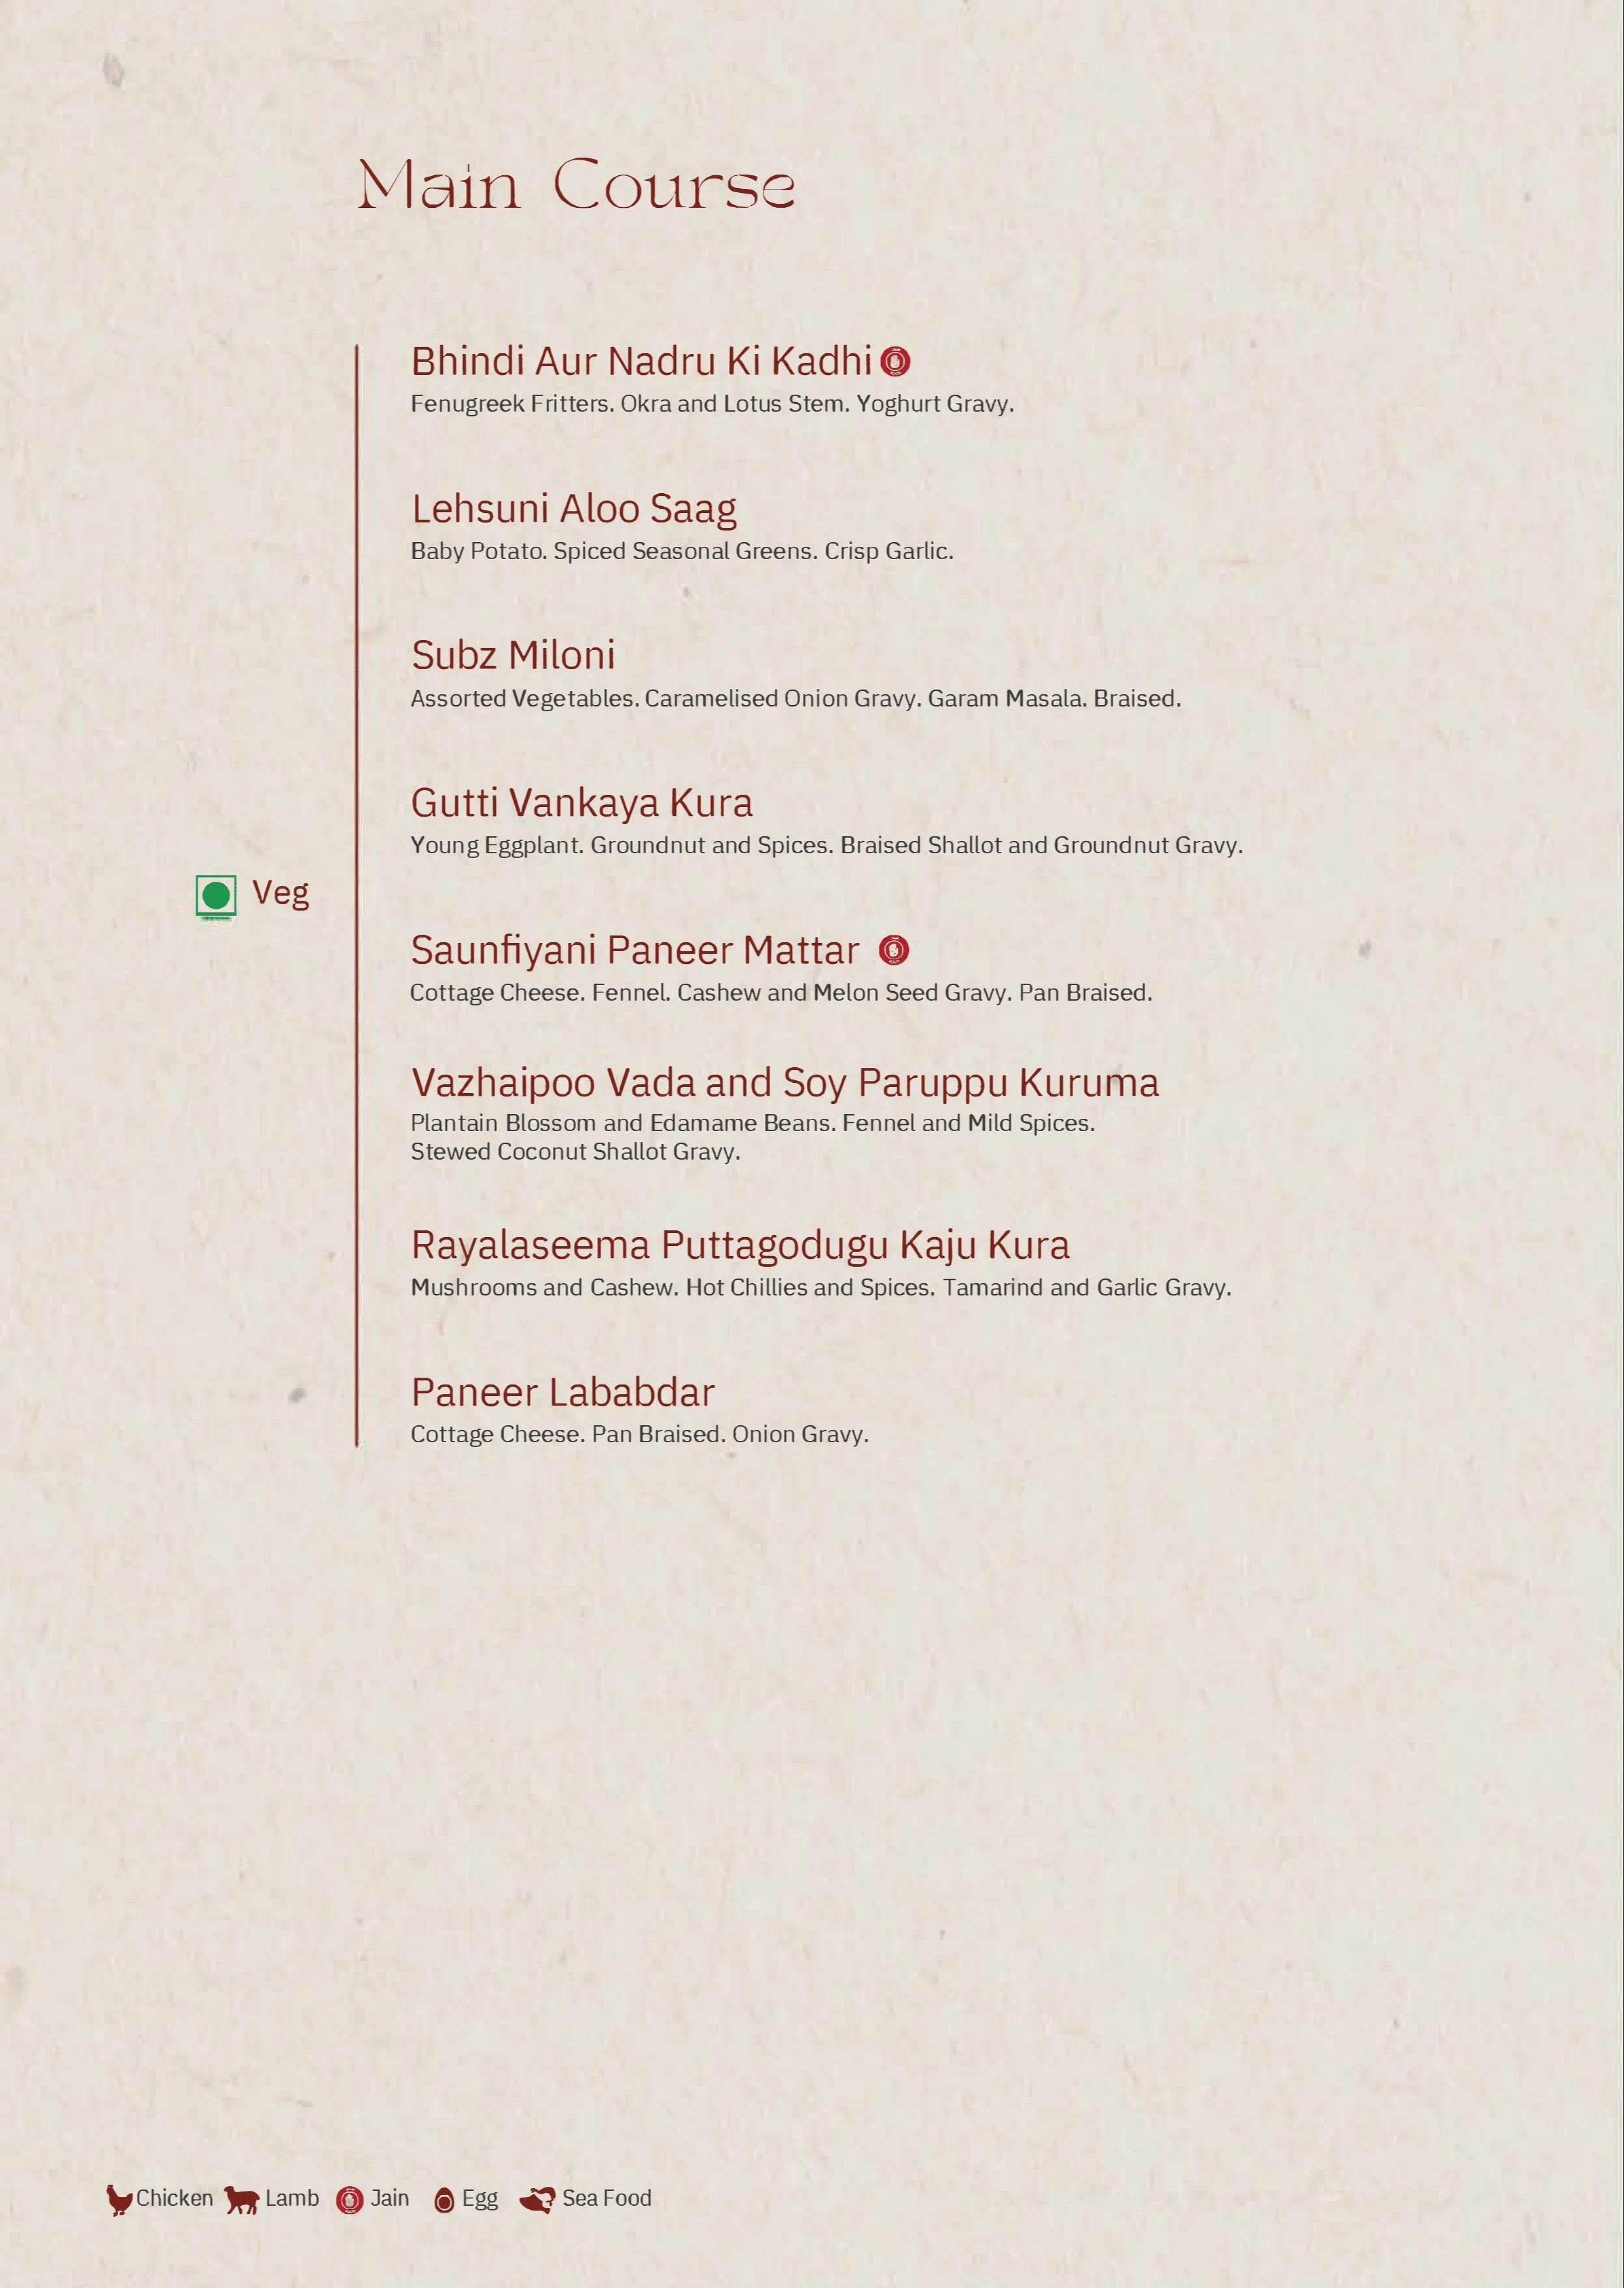 Main Course
Bhindi Aur Nadru Ki Kadhi
Fenugreek Fritters. Okra and Lotus Stem. Yoghurt Gravy.
Lehsuni Aloo Saag
Baby Potato. Spiced Seasonal Greens. Crisp Garlic.
Subz Miloni
Assorted Vegetables. Caramelised Onion Gravy. Garam Masala. Braised.
Gutti Vankaya Kura
Young Eggplant. Groundnut and Spices. Braised Shallot and Groundnut Gravy.
Veg
Saunfiyani Paneer Mattar
Cottage Cheese. Fennel. Cashew and Melon Seed Gravy. Pan Braised.
Vazhaipoo Vada and Soy Paruppu Kuruma
Plantain Blossom and Edamame Beans. Fennel and Mild Spices.
Stewed Coconut Shallot Gravy.
Rayalaseema Puttagodugu Kaju Kura
Mushrooms and Cashew. Hot Chillies and Spices. Tamarind and Garlic Gravy.
Paneer Lababdar
Cottage Cheese. Pan Braised. Onion Gravy.
Chicken Lamb Jain Egg Sea Food